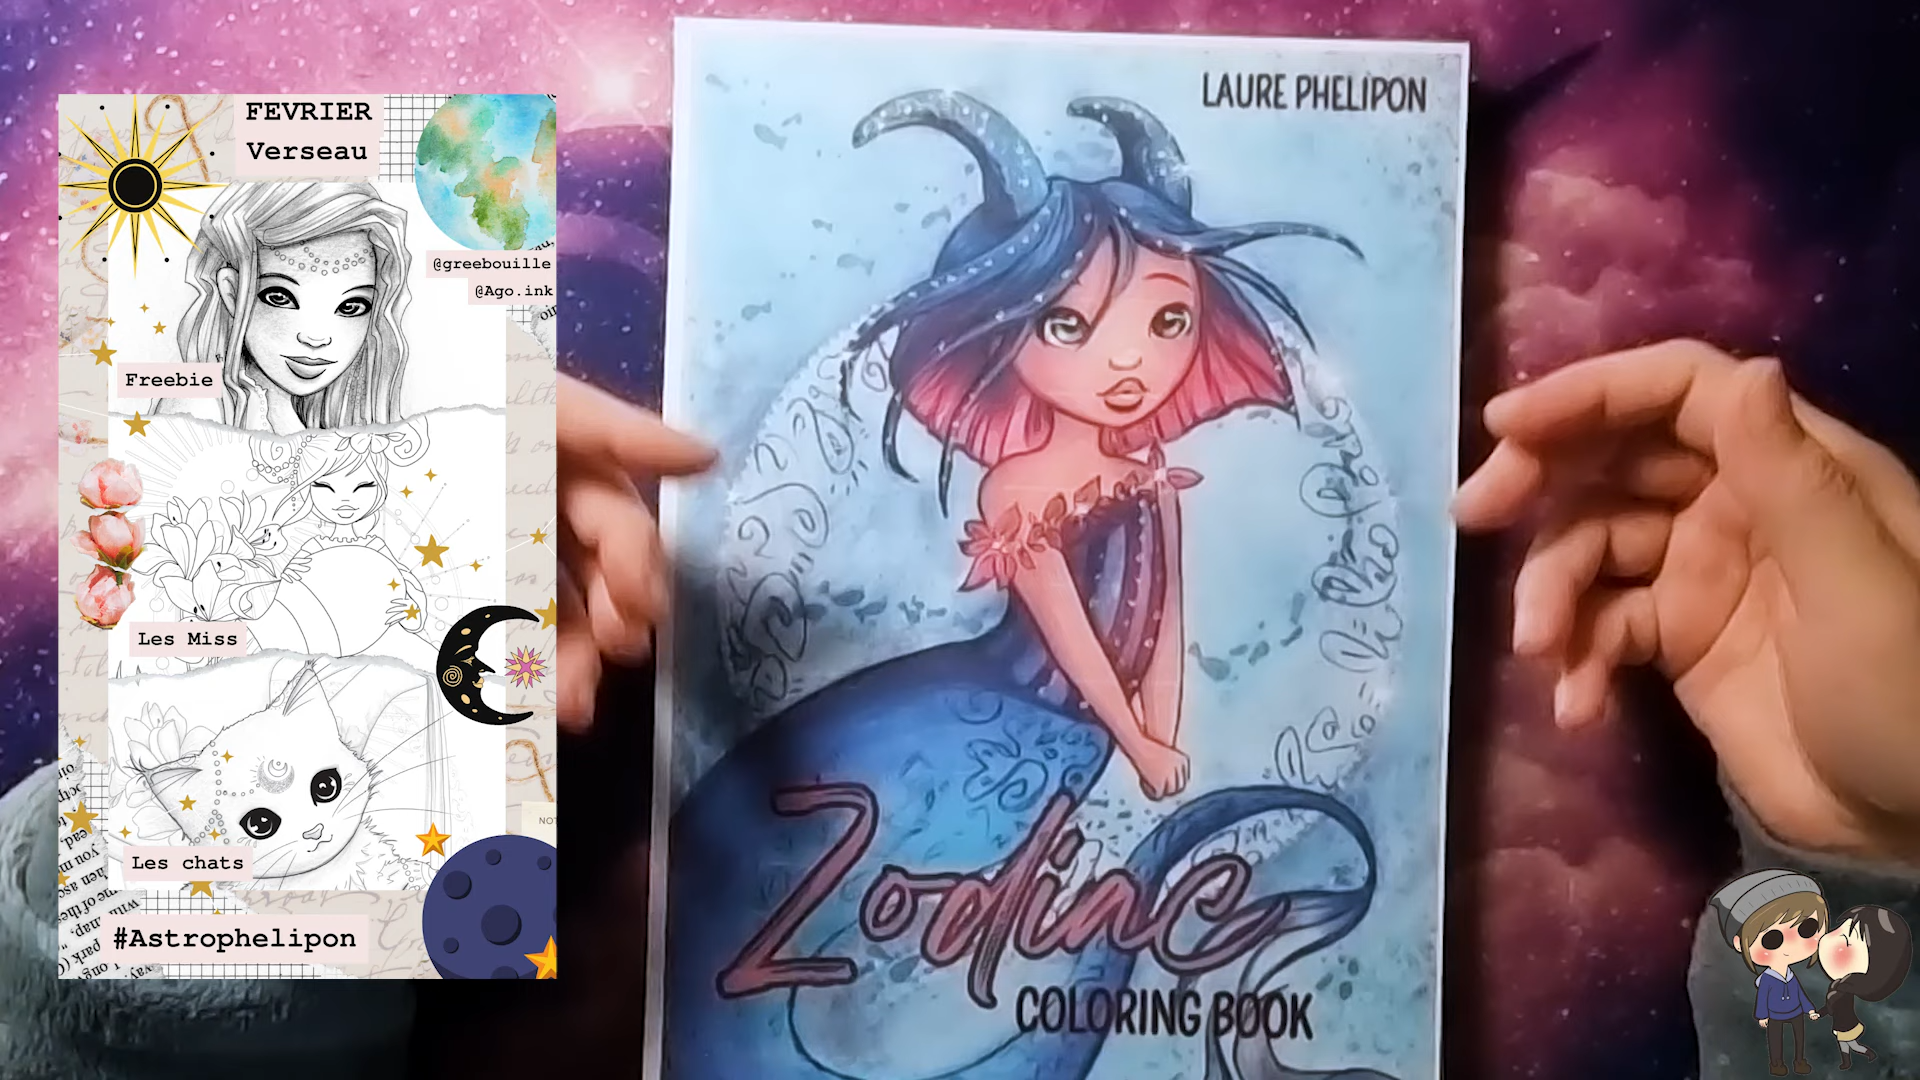 FEVRIER
Verseau
@greebouille
@Ago.ink
Freebie
Les Miss
Les chats
#Astrophelipon
LAURE PHELIPON
Zodiac
COLORING BOOK